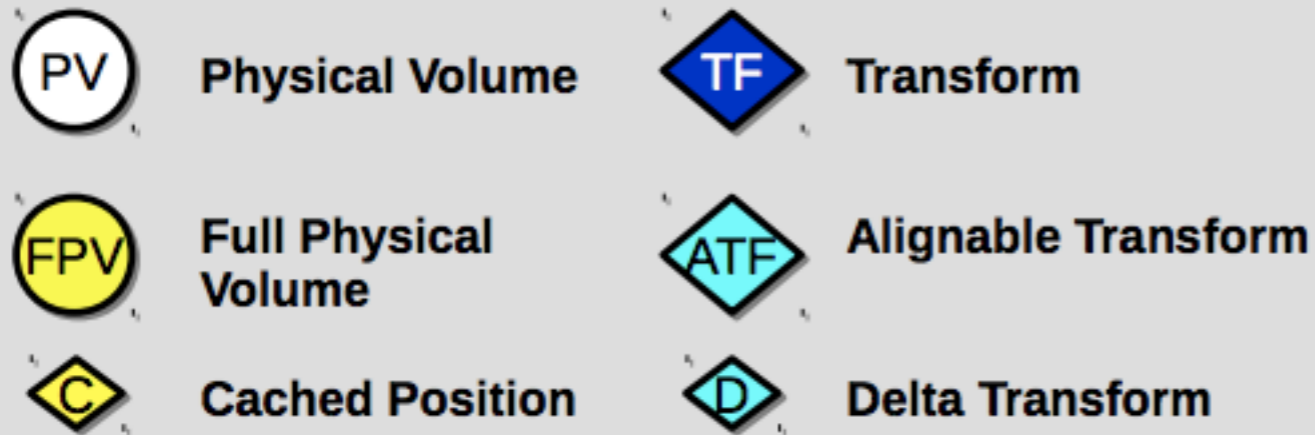 PV Physical Volume
TF Transform
FPV Full Physical
Volume
ATF Alignable Transform
C Cached Position
D Delta Transform